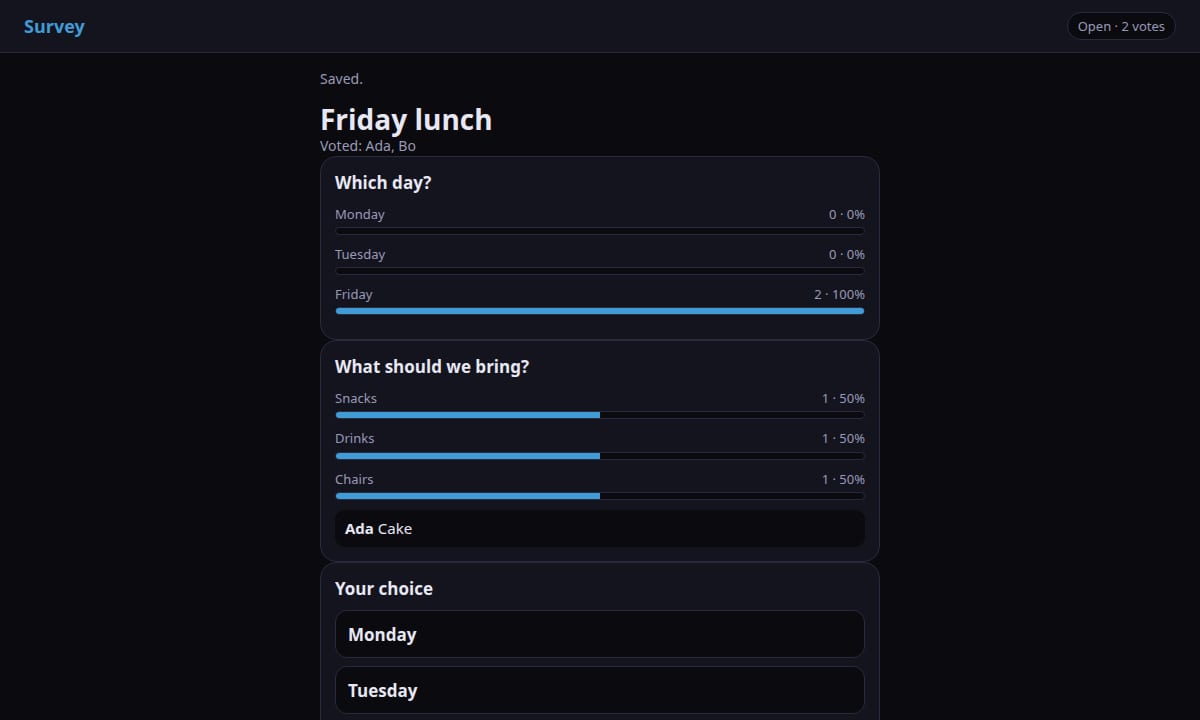 Survey
Open · 2 votes
Saved.
Friday lunch
Voted: Ada, Bo
Which day?
Monday 0 · 0%
Tuesday 0 · 0%
Friday 2 · 100%
What should we bring?
Snacks 1 · 50%
Drinks 1 · 50%
Chairs 1 · 50%
Ada Cake
Your choice
Monday
Tuesday